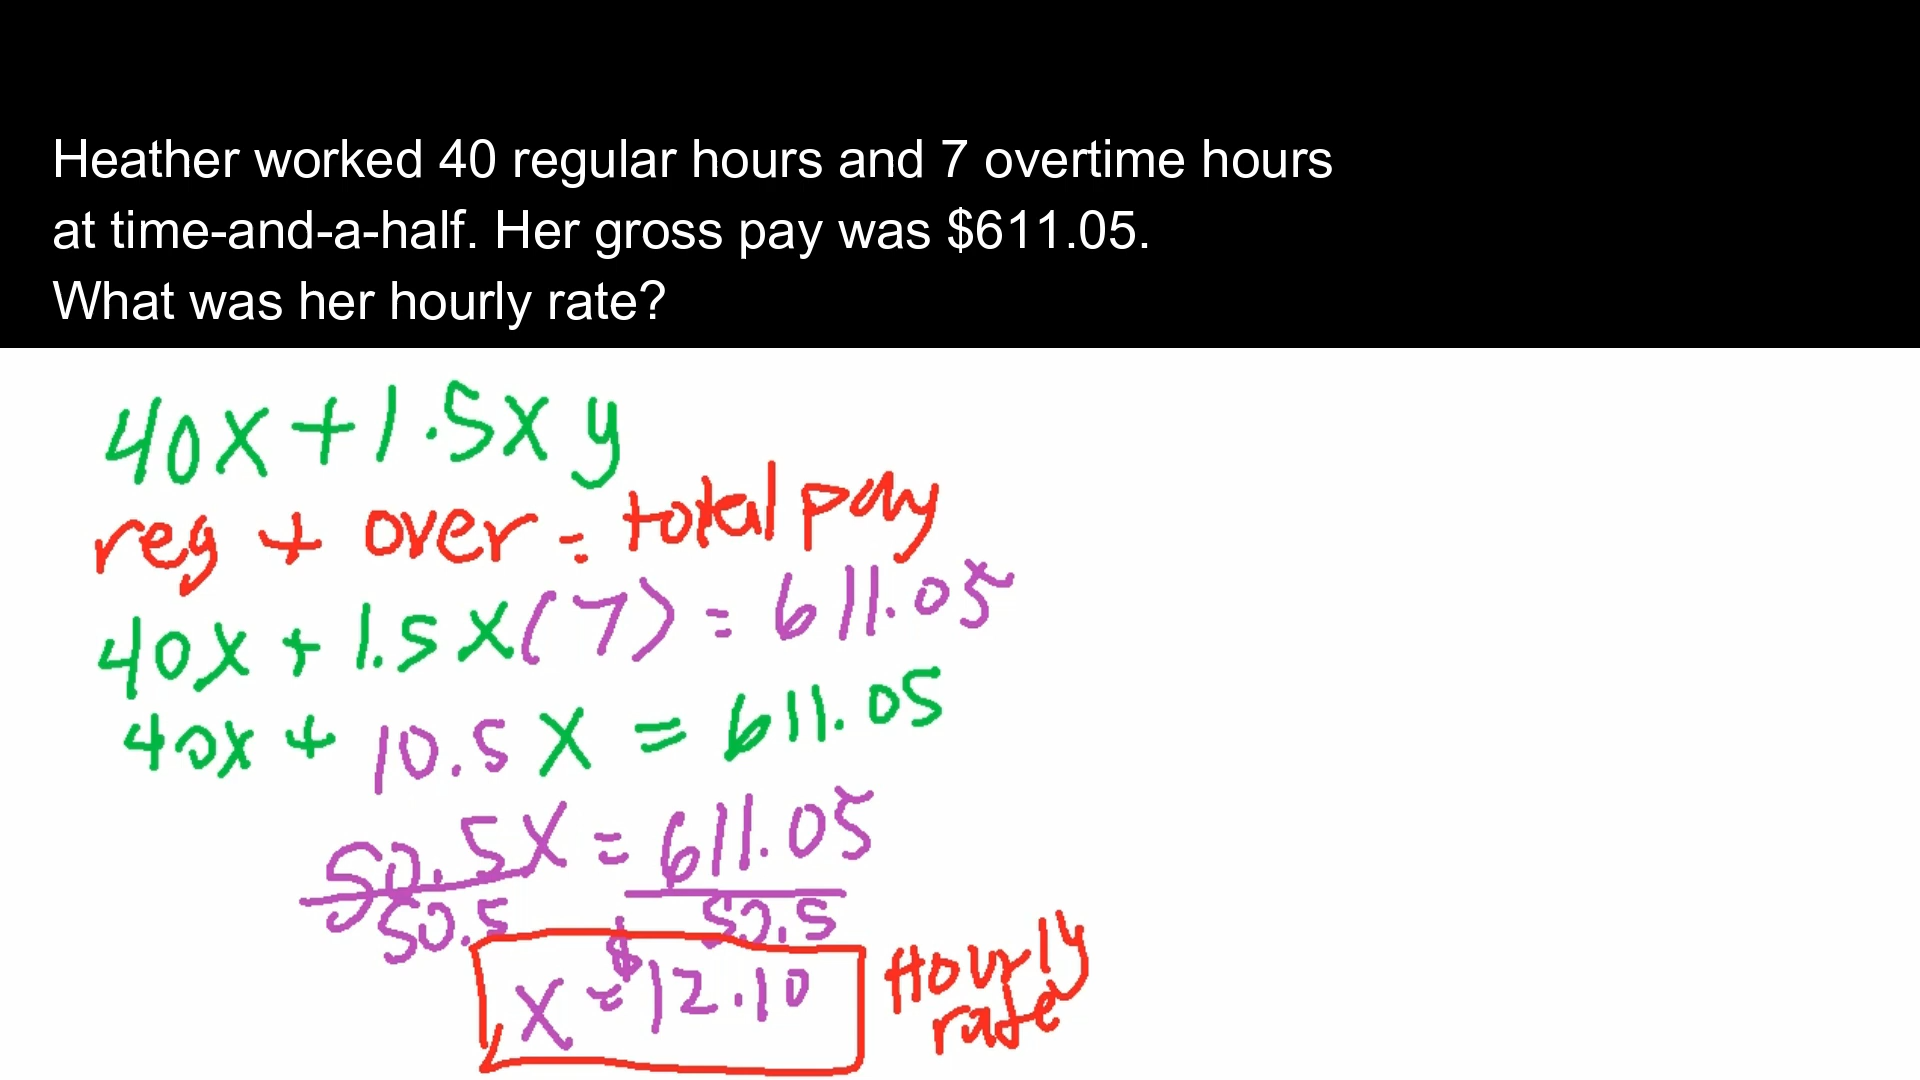 Heather worked 40 regular hours and 7 overtime hours
at time-and-a-half. Her gross pay was $611.05.
What was her hourly rate?
40x+1.5x y
reg + over = total pay
40x + 1.5x(7) = 611.05
40x + 10.5x = 611.05
50.5x = 611.05
50.5 50.5
x = $12.10 Hourly
rate